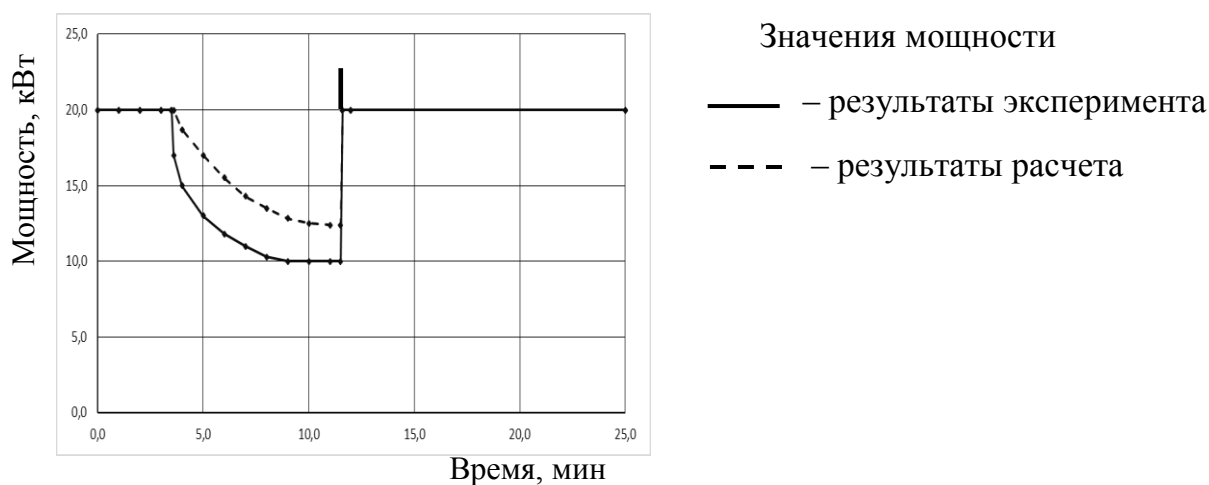 Мощность, кВт
25,0
20,0
15,0
10,0
5,0
0,0
0,0 5,0 10,0 15,0 20,0 25,0
Время, мин
Значения мощности
– результаты эксперимента
– результаты расчета